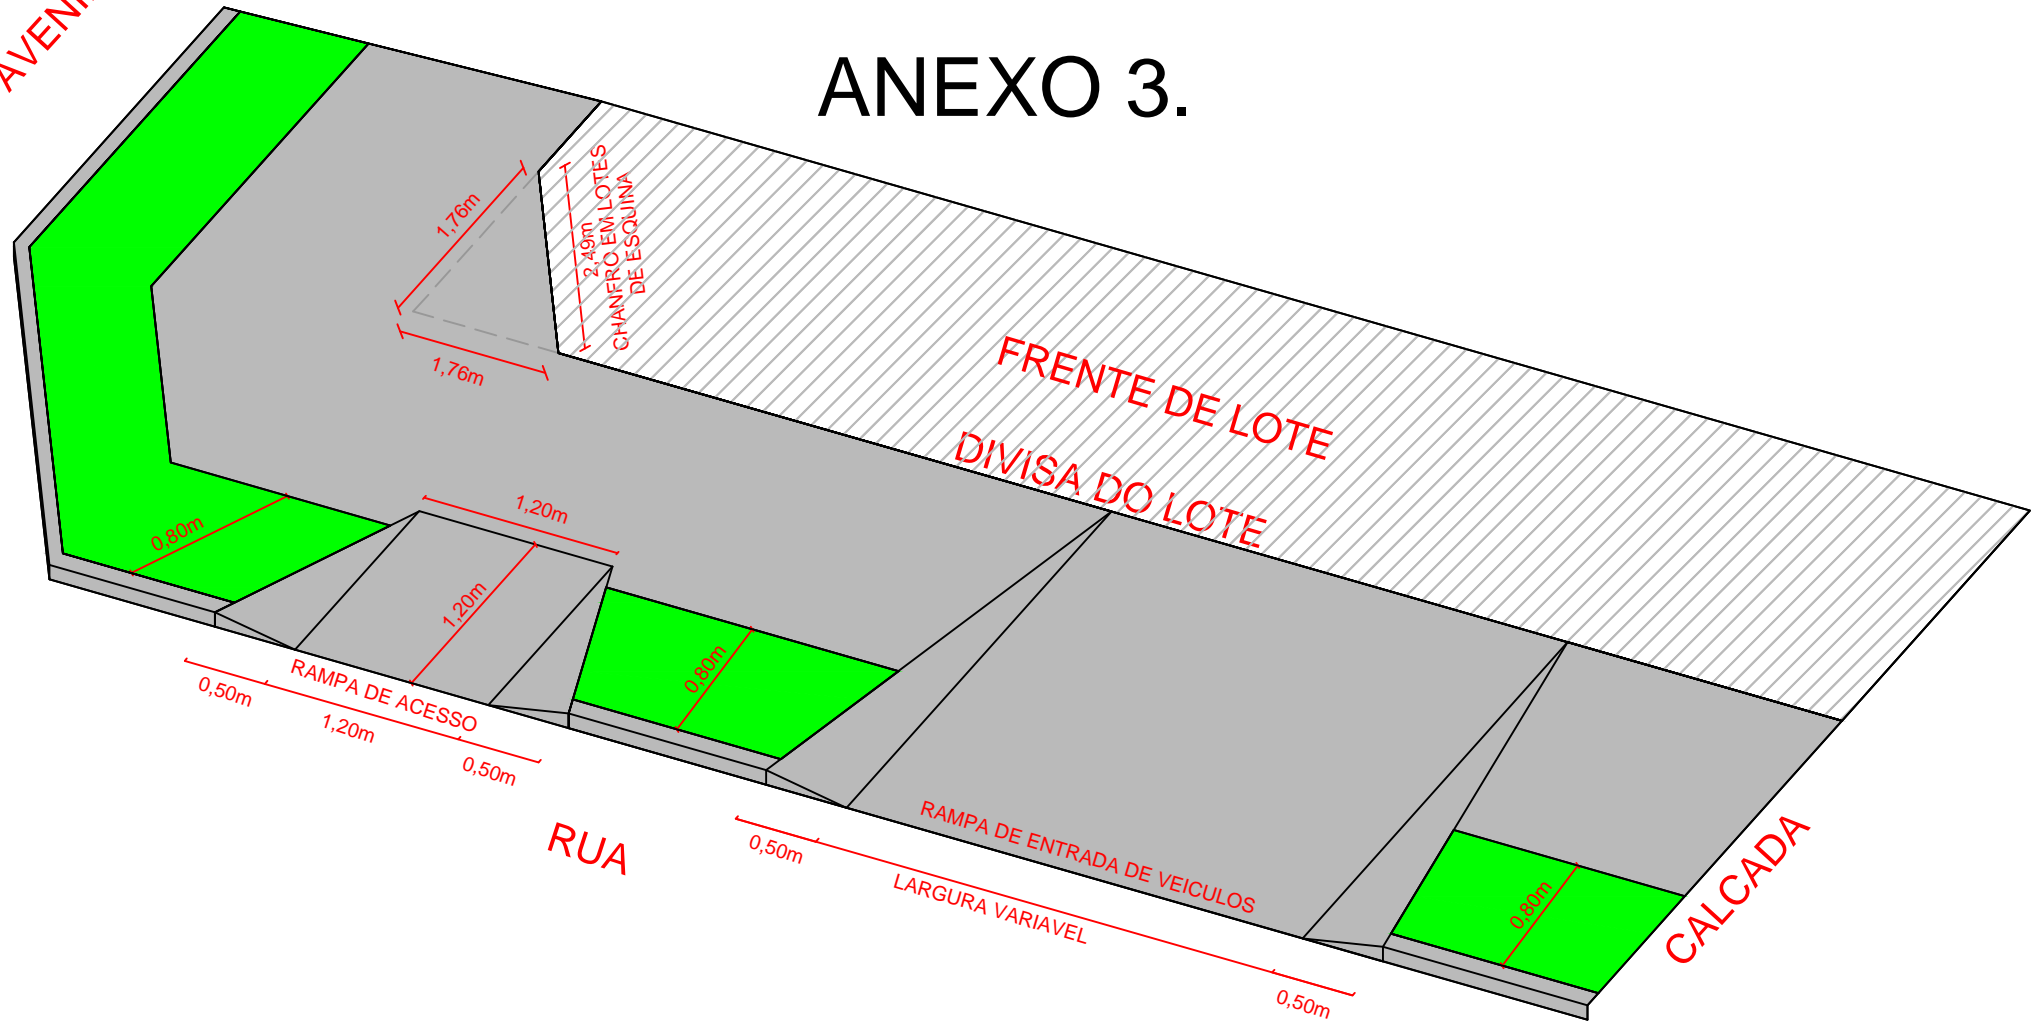 ANEXO 3.
1,76m
2,49m
CHANFRO EM LOTES
DE ESQUINA
1,76m
FRENTE DE LOTE
DIVISA DO LOTE
0,80m
1,20m
1,20m
0,80m
RAMPA DE ACESSO
0,50m
1,20m
0,50m
RUA
0,50m
RAMPA DE ENTRADA DE VEICULOS
LARGURA VARIAVEL
0,50m
0,80m
CALCADA